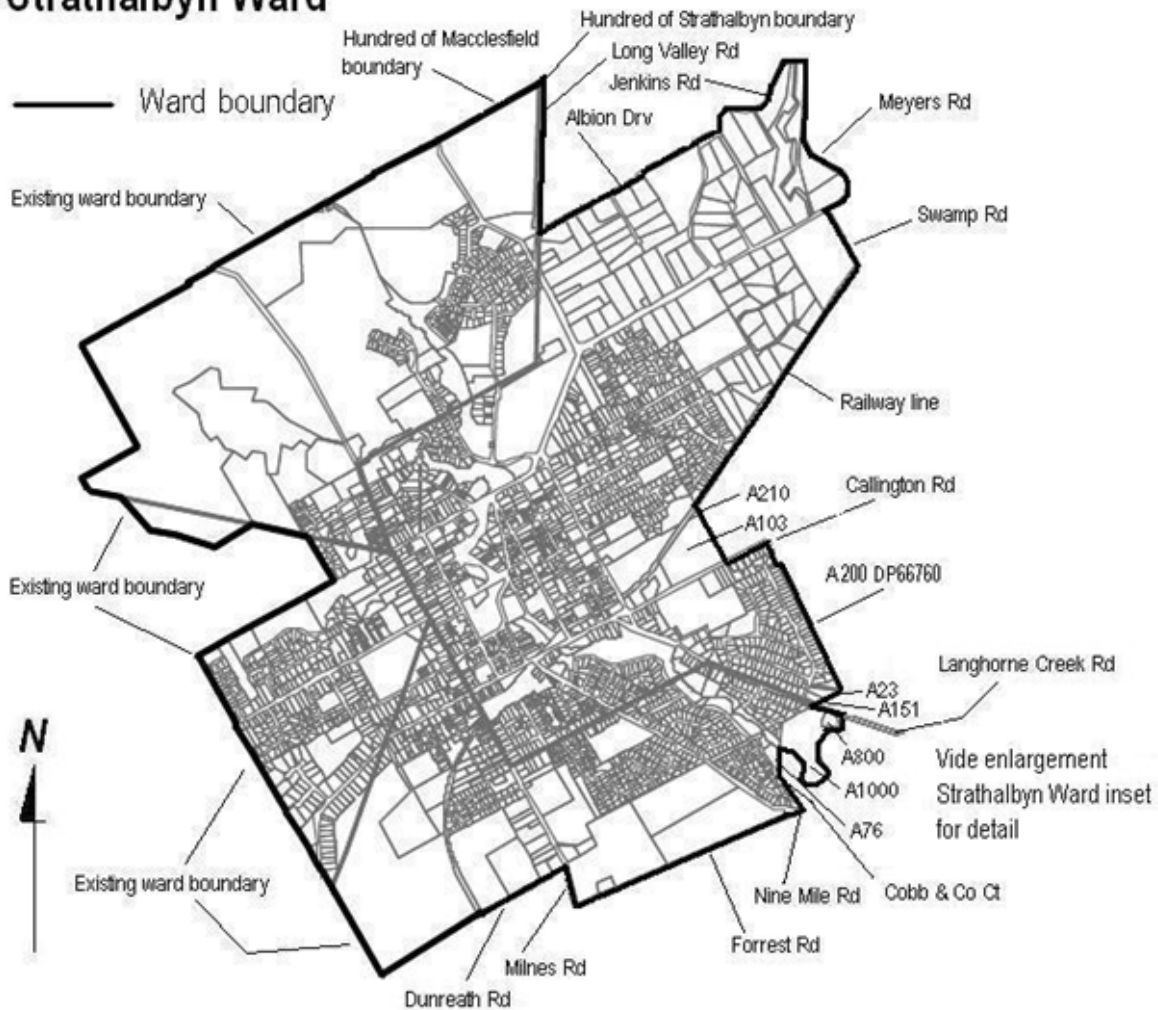 Strathalbyn Ward
Hundred of Strathalbyn boundary
Hundred of Macclesfield
boundary
Long Valley Rd
Jenkins Rd
Ward boundary
Meyers Rd
Albion Drv
Existing ward boundary
Swamp Rd
Railway line
Callington Rd
A210
A103
A200 DP66760
Existing ward boundary
Langhorne Creek Rd
A23
A151
N
A800
Vide enlargement
Strathalbyn Ward inset
for detail
A1000
A76
Existing ward boundary
Nine Mile Rd
Cobb & Co Ct
Forrest Rd
Milnes Rd
Dunreath Rd